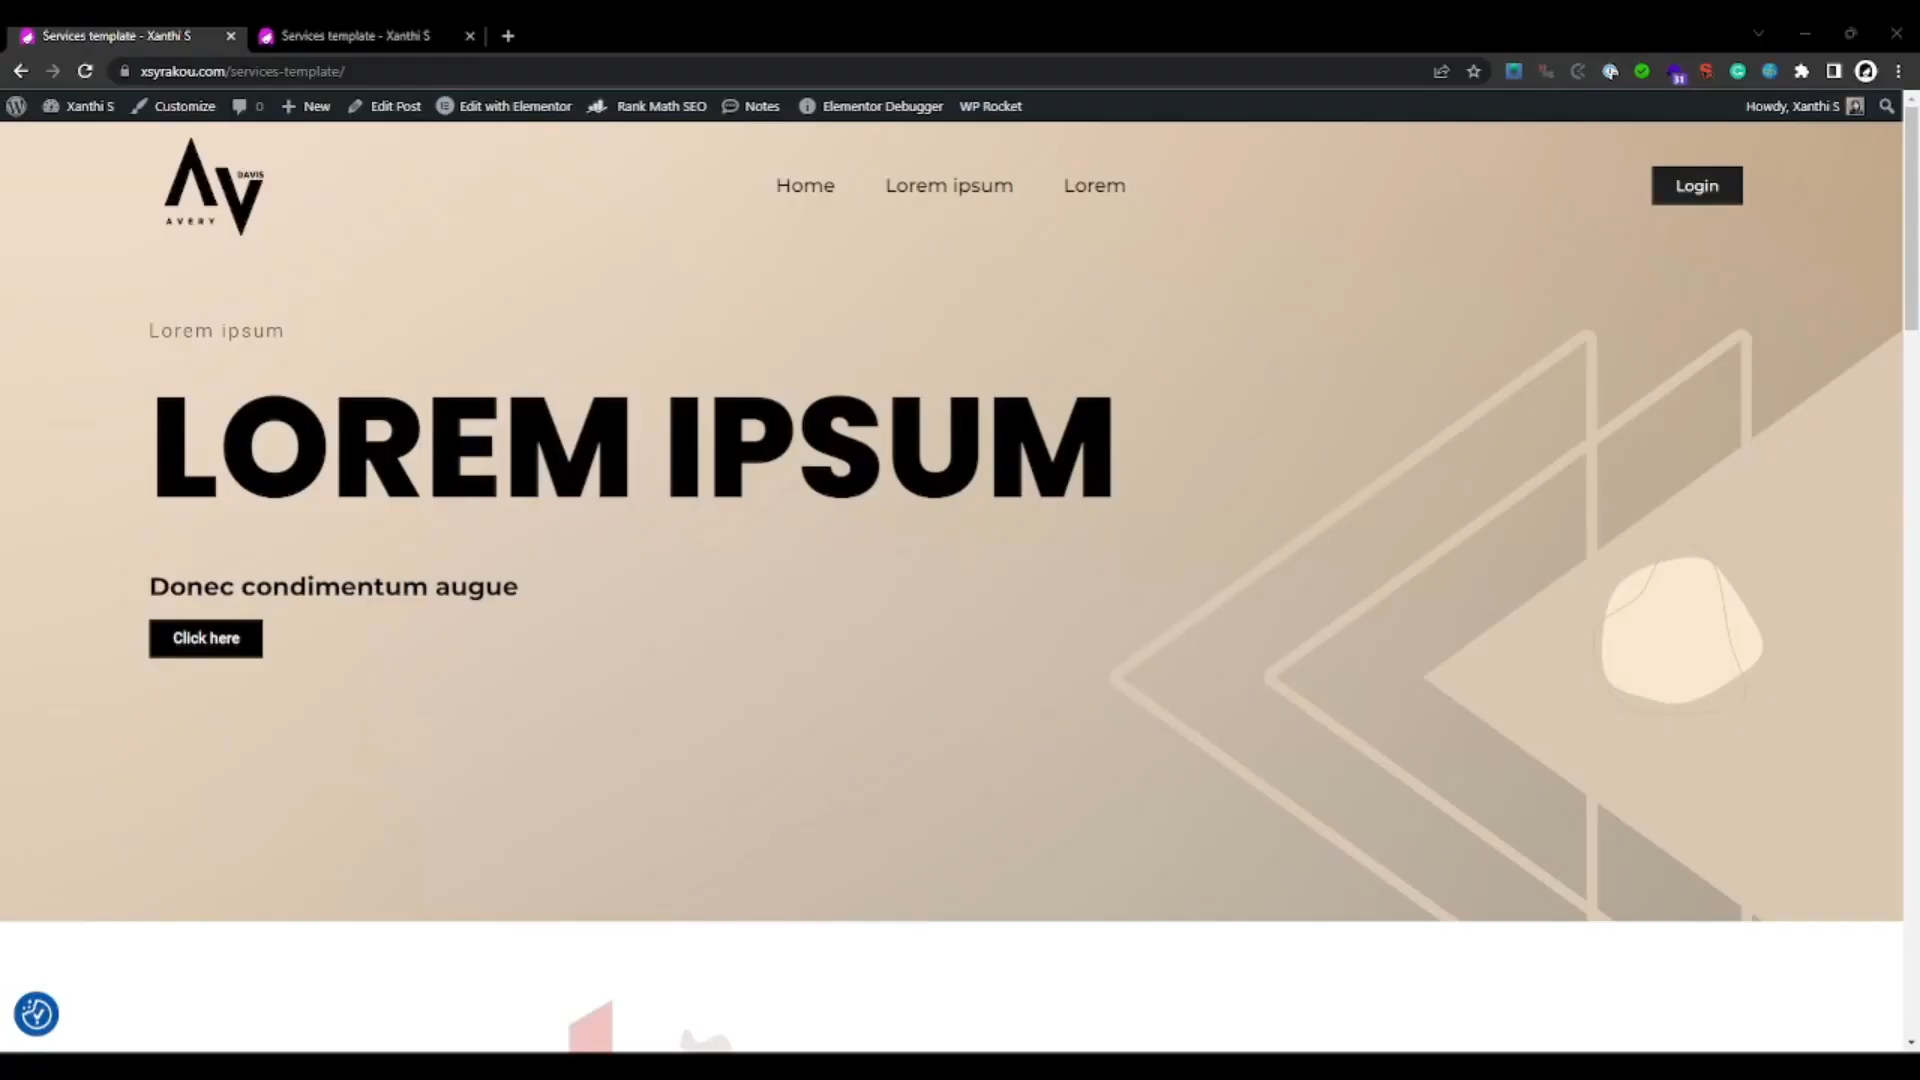 Services template - Xanthi S
Services template - Xanthi S
xsyrakou.com/services-template/
31
Xanthi S
Customize
0
New
Edit Post
Edit with Elementor
Rank Math SEO
Notes
Elementor Debugger
WP Rocket
Howdy, Xanthi S
DAVIS
AVERY
Home
Lorem ipsum
Lorem
Login
Lorem ipsum
LOREM IPSUM
Donec condimentum augue
Click here